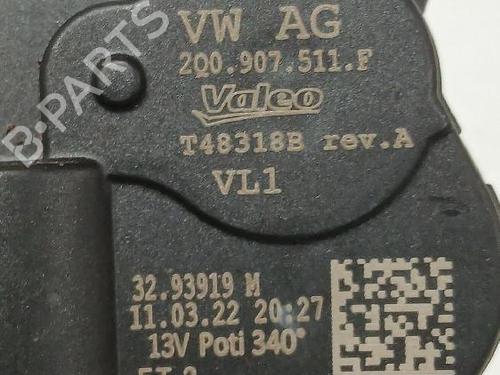 VW AG
2Q0.907.511.F
Valeo
T48318B rev.A
VL1
32.93919 M
11.03.22 20:27
13V Poti 340°
B-PARTS